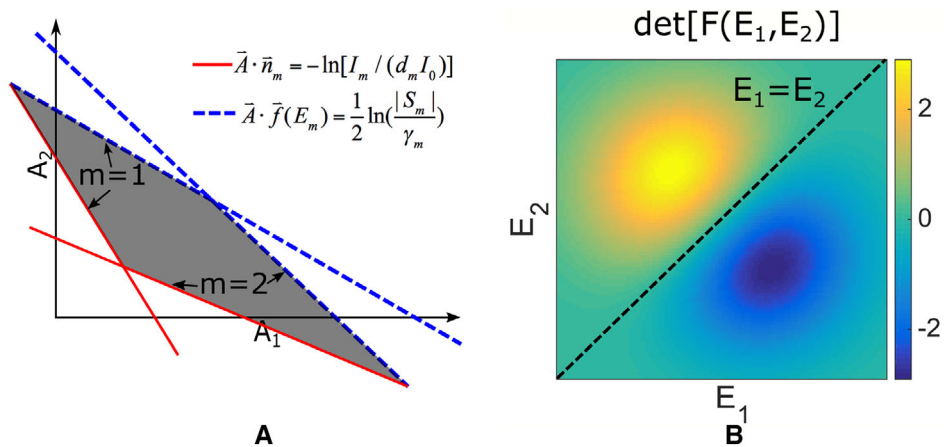 A₂
A⃗ · n⃗ₘ = −ln[Iₘ / (dₘI₀)]
A⃗ · f⃗(Eₘ) = 1/2 ln(|Sₘ| / γₘ)
m=1
m=2
A₁
A
det[F(E₁,E₂)]
E₁=E₂
E₂
E₁
2
0
-2
B